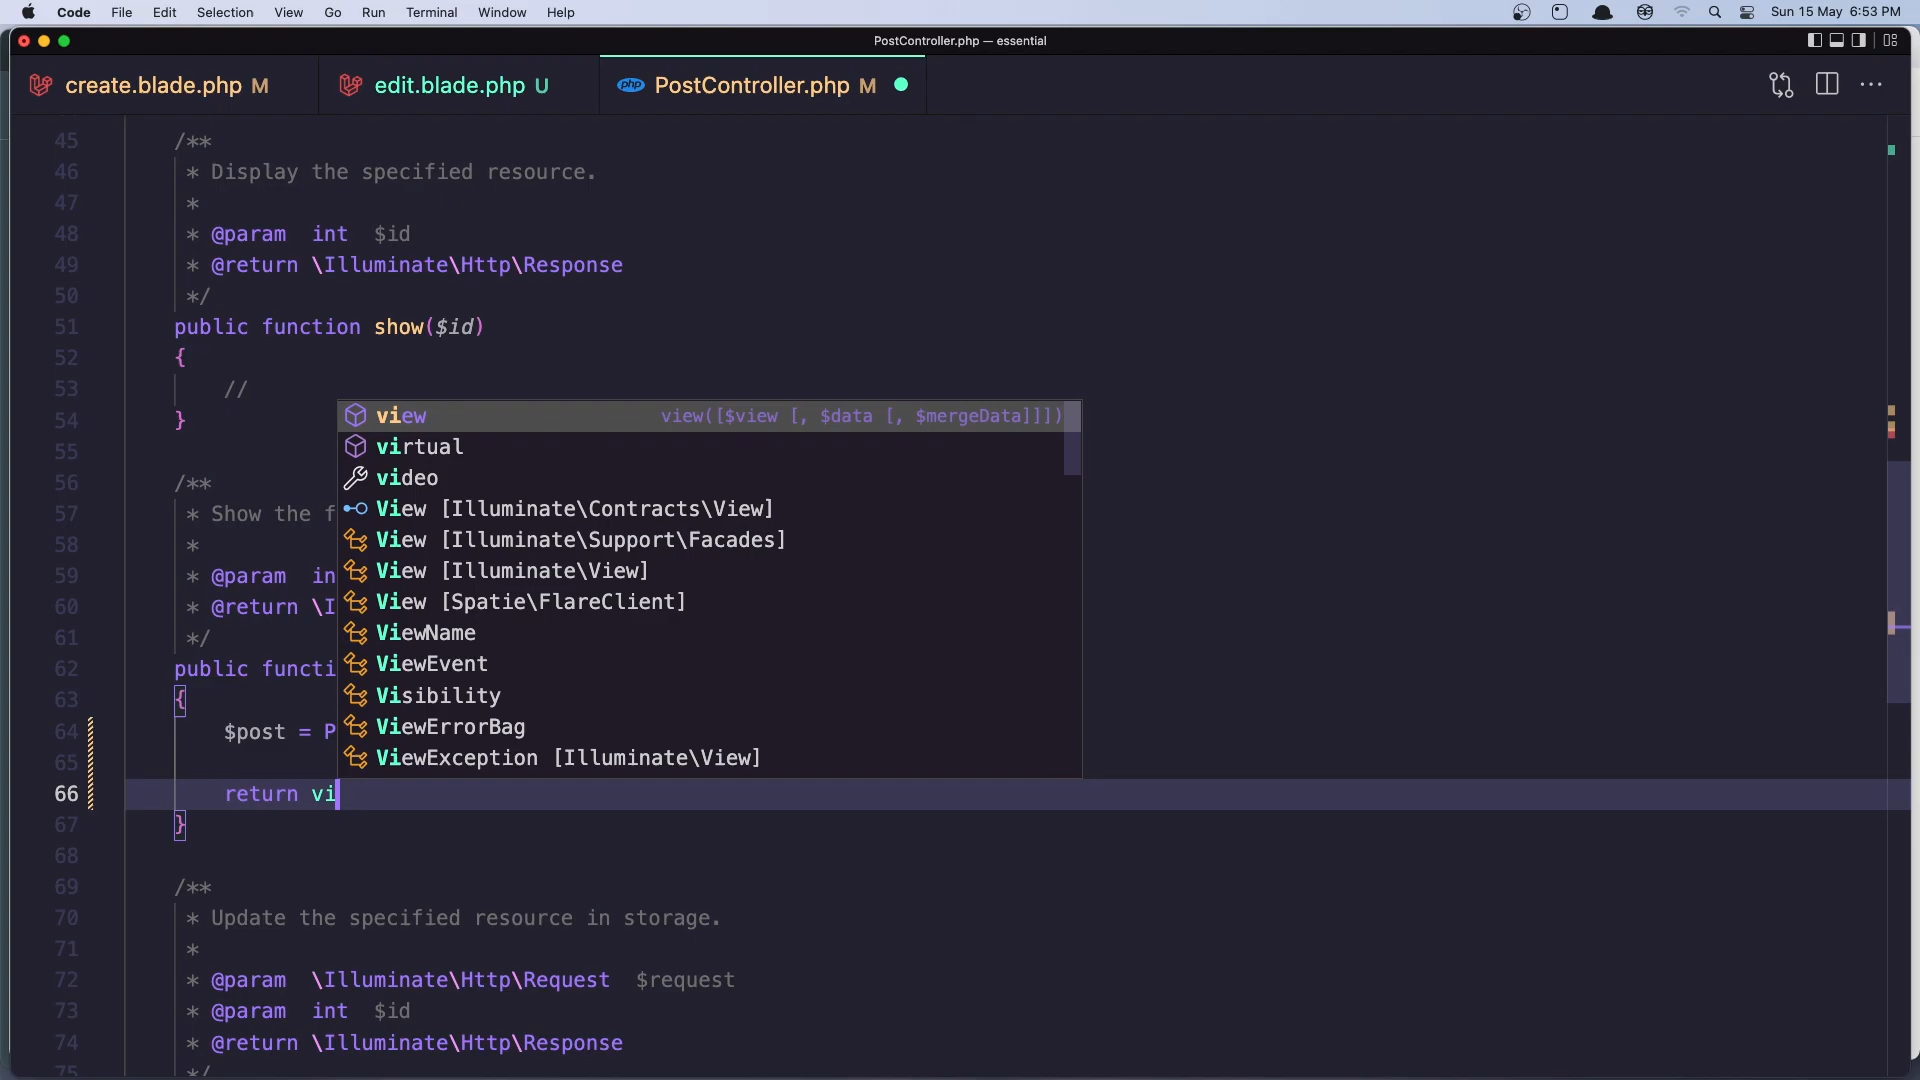 Code File Edit Selection View Go Run Terminal Window Help Sun 15 May 6:53 PM
PostController.php — essential
create.blade.php M edit.blade.php U php PostController.php M
45 /**
46 * Display the specified resource.
47 *
48 * @param int $id
49 * @return \Illuminate\Http\Response
50 */
51 public function show($id)
52 {
53 //
54 }
55
56 /**
57 * Show the f
58 *
59 * @param in
60 * @return \I
61 */
62 public functi
63 {
64 $post = P
65
66 return vi
67 }
68
69 /**
70 * Update the specified resource in storage.
71 *
72 * @param \Illuminate\Http\Request $request
73 * @param int $id
74 * @return \Illuminate\Http\Response
75 */
view view([$view [, $data [, $mergeData]]])
virtual
video
View [Illuminate\Contracts\View]
View [Illuminate\Support\Facades]
View [Illuminate\View]
View [Spatie\FlareClient]
ViewName
ViewEvent
Visibility
ViewErrorBag
ViewException [Illuminate\View]